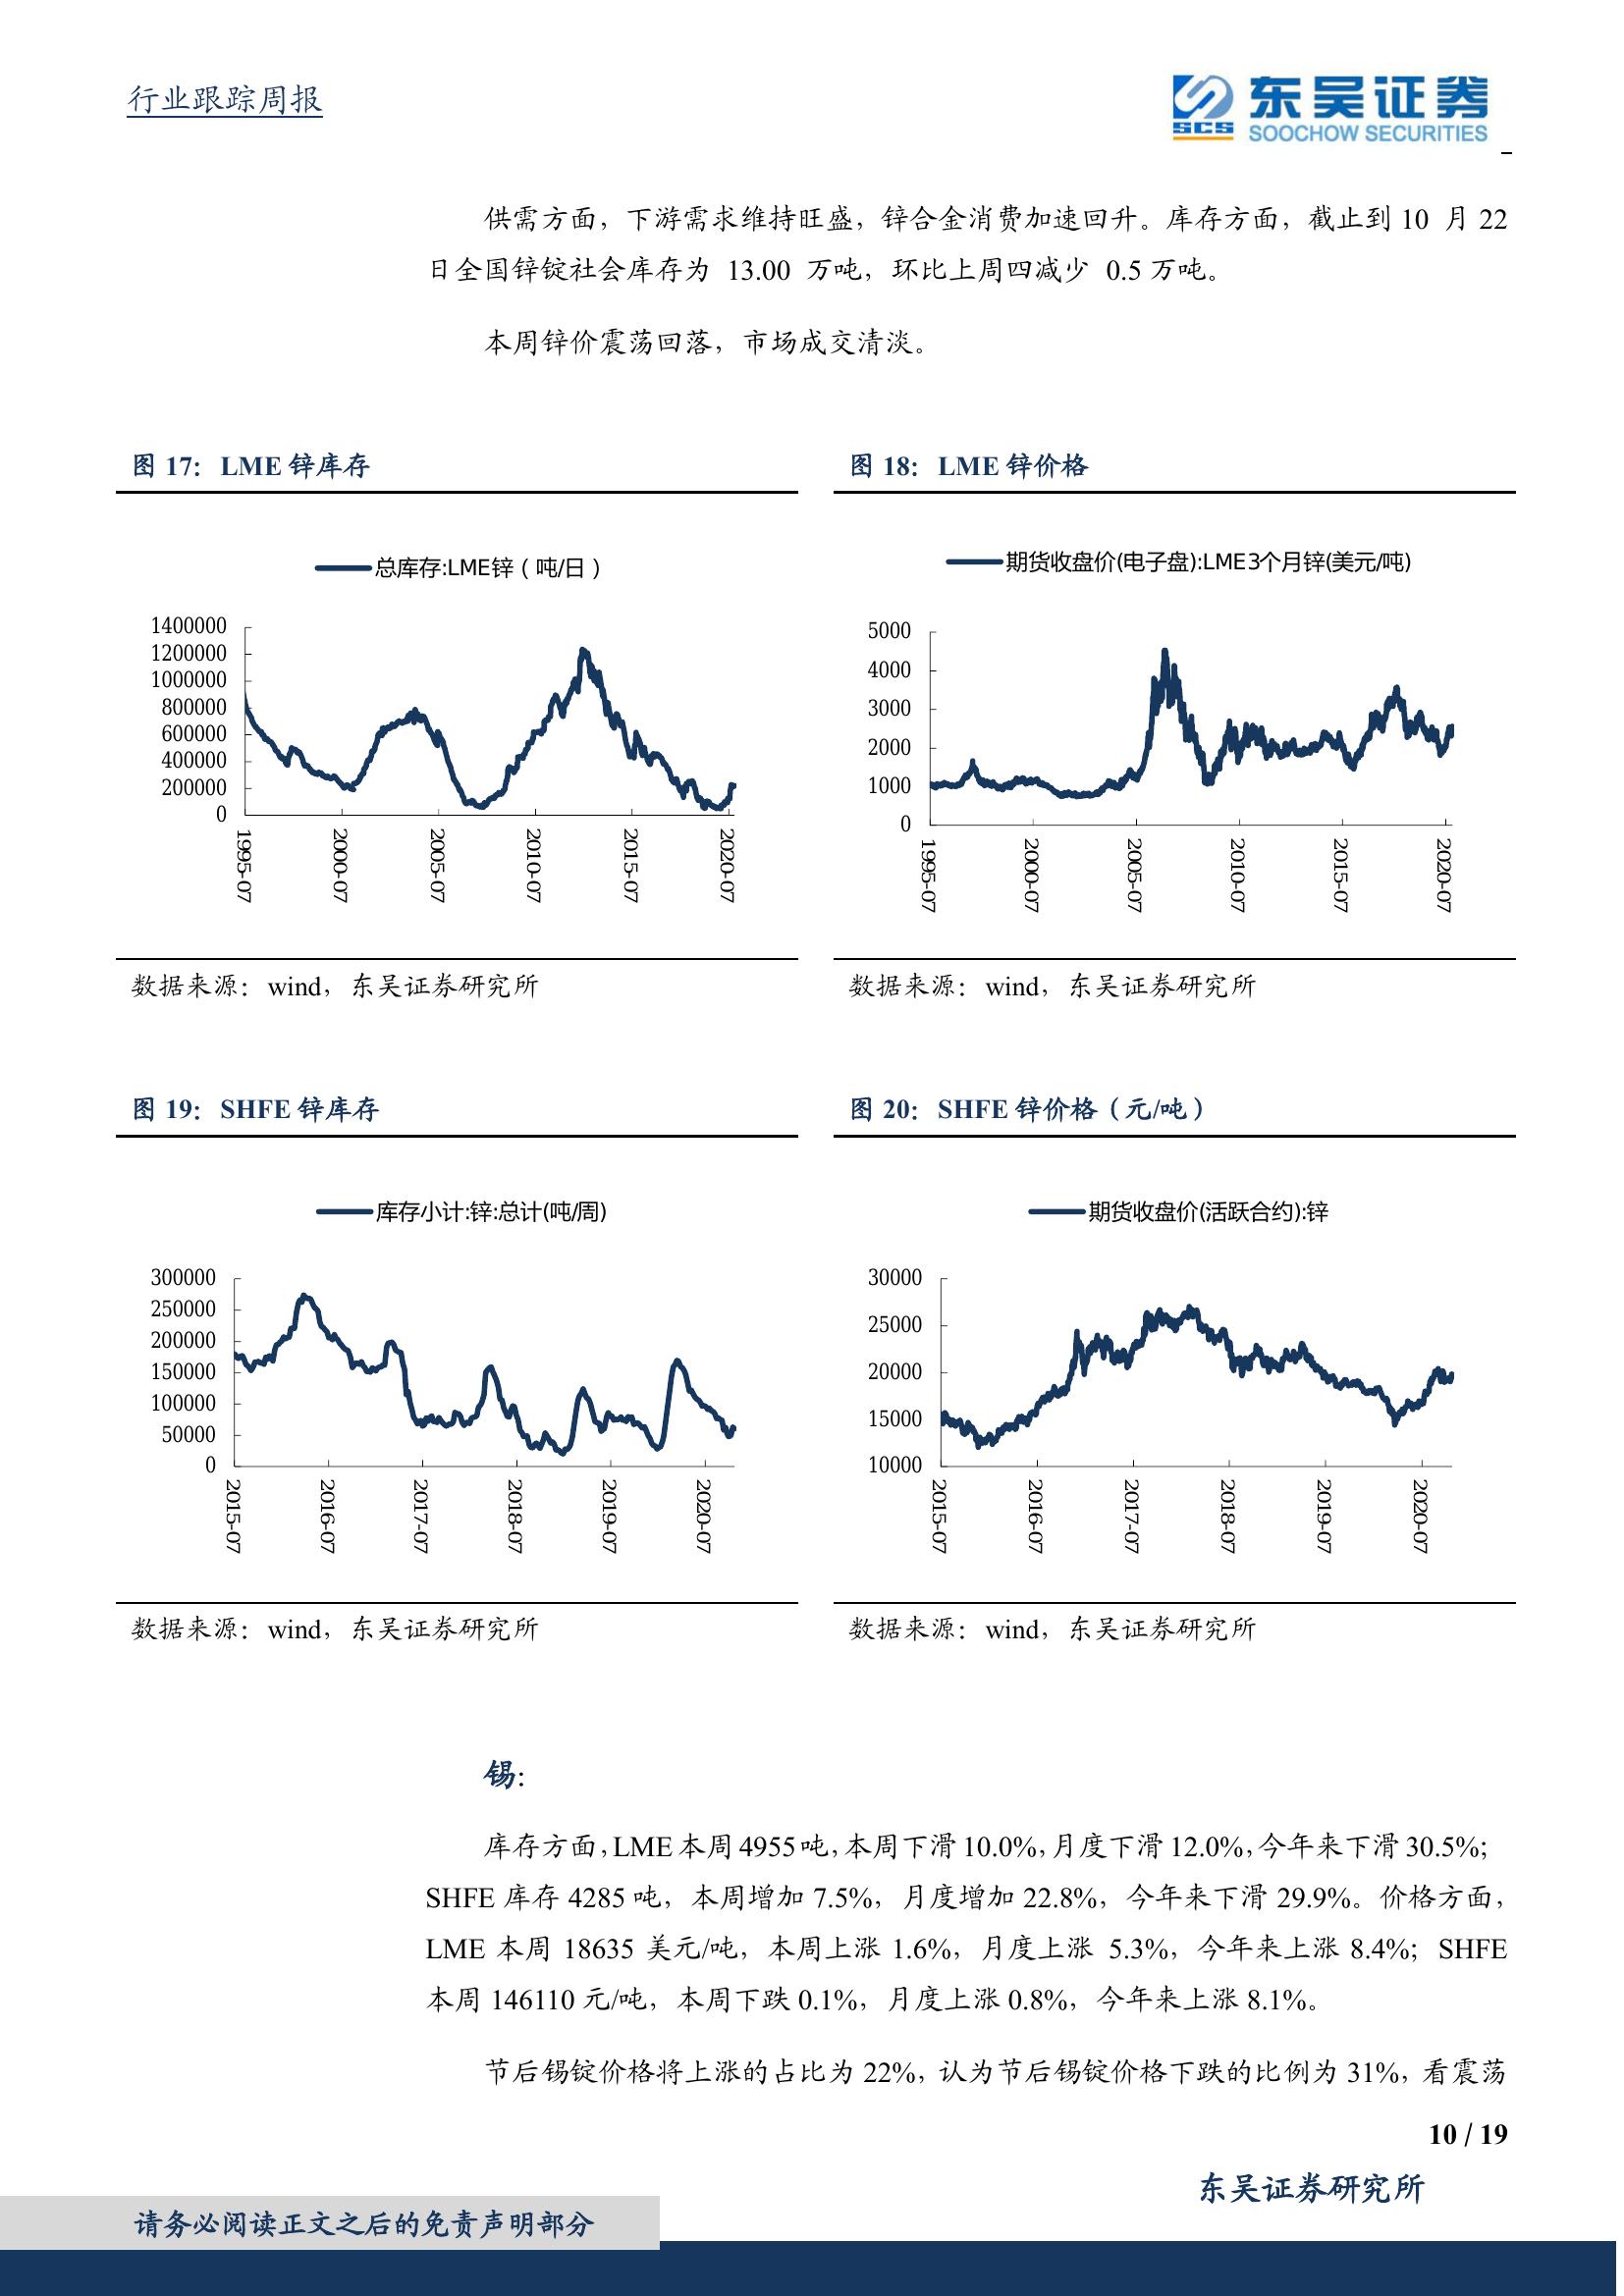 行业跟踪周报
东吴证券
SCS
SOOCHOW SECURITIES
供需方面，下游需求维持旺盛，锌合金消费加速回升。库存方面，截止到 10 月 22
日全国锌锭社会库存为 13.00 万吨，环比上周四减少 0.5 万吨。
本周锌价震荡回落，市场成交清淡。
图 17： LME 锌库存
总库存:LME锌（吨/日）
1400000
1200000
1000000
800000
600000
400000
200000
0
1995-07
2000-07
2005-07
2010-07
2015-07
2020-07
数据来源：wind，东吴证券研究所
图 18： LME 锌价格
期货收盘价(电子盘):LME3个月锌(美元/吨)
5000
4000
3000
2000
1000
0
1995-07
2000-07
2005-07
2010-07
2015-07
2020-07
数据来源：wind，东吴证券研究所
图 19： SHFE 锌库存
库存小计:锌:总计(吨/周)
300000
250000
200000
150000
100000
50000
0
2015-07
2016-07
2017-07
2018-07
2019-07
2020-07
数据来源：wind，东吴证券研究所
图 20： SHFE 锌价格（元/吨）
期货收盘价(活跃合约):锌
30000
25000
20000
15000
10000
2015-07
2016-07
2017-07
2018-07
2019-07
2020-07
数据来源：wind，东吴证券研究所
锡：
库存方面，LME 本周 4955 吨，本周下滑 10.0%，月度下滑 12.0%，今年来下滑 30.5%；
SHFE 库存 4285 吨，本周增加 7.5%，月度增加 22.8%，今年来下滑 29.9%。价格方面，
LME 本周 18635 美元/吨，本周上涨 1.6%，月度上涨 5.3%，今年来上涨 8.4%；SHFE
本周 146110 元/吨，本周下跌 0.1%，月度上涨 0.8%，今年来上涨 8.1%。
节后锡锭价格将上涨的占比为 22%，认为节后锡锭价格下跌的比例为 31%，看震荡
10 / 19
东吴证券研究所
请务必阅读正文之后的免责声明部分